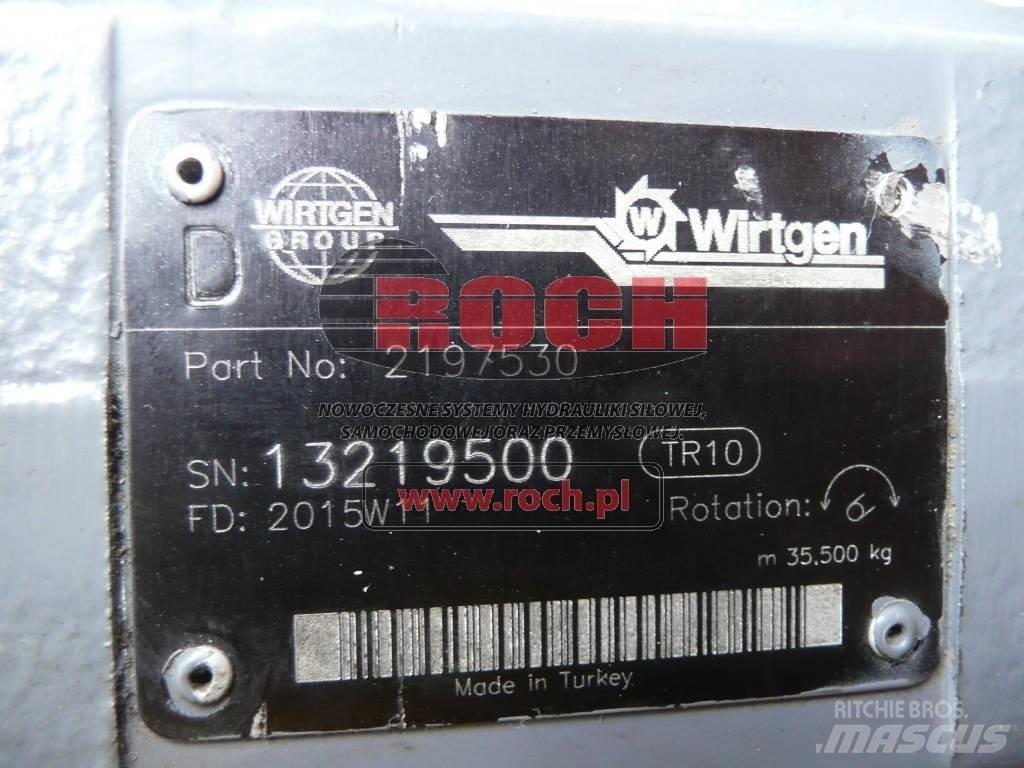 WIRTGEN
GROUP
W Wirtgen
D
ROCH
Part No: 2197530
NOWOCZESNE SYSTEMY HYDRAULIKI SIŁOWEJ,
SAMOCHODOWEJ ORAZ PRZEMYSŁOWEJ.
SN: 13219500 TR10
www.roch.pl
FD: 2015W11 Rotation:
m 35,500 kg
Made in Turkey
RITCHIE BROS.
MASCUS